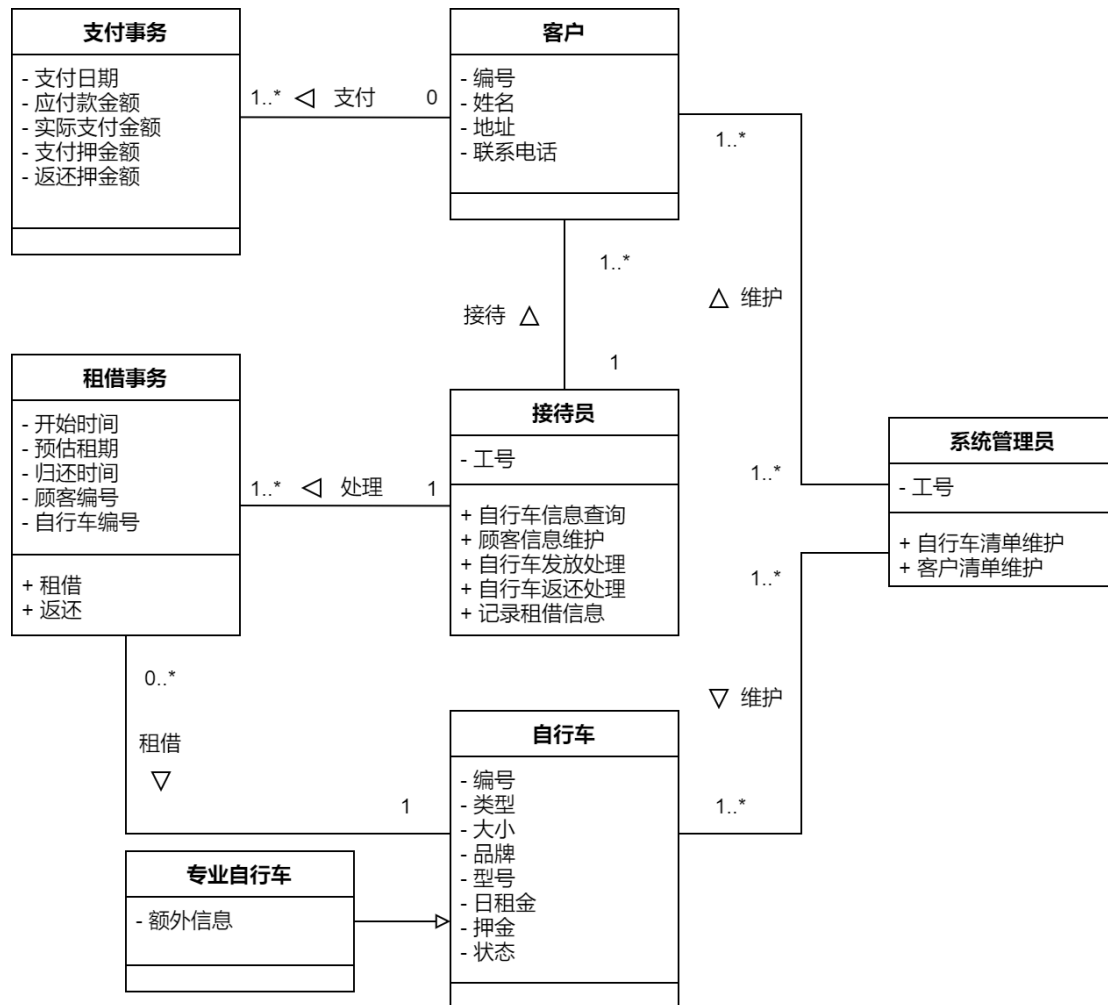 支付事务
- 支付日期
- 应付款金额
- 实际支付金额
- 支付押金额
- 返还押金额
1..* 支付 0
客户
- 编号
- 姓名
- 地址
- 联系电话
1..*
1..*
接待
1
维护
租借事务
- 开始时间
- 预估租期
- 归还时间
- 顾客编号
- 自行车编号
+ 租借
+ 返还
1..* 处理 1
接待员
- 工号
+ 自行车信息查询
+ 顾客信息维护
+ 自行车发放处理
+ 自行车返还处理
+ 记录租借信息
1..*
系统管理员
- 工号
+ 自行车清单维护
+ 客户清单维护
1..*
维护
1..*
0..*
租借
1
自行车
- 编号
- 类型
- 大小
- 品牌
- 型号
- 日租金
- 押金
- 状态
专业自行车
- 额外信息